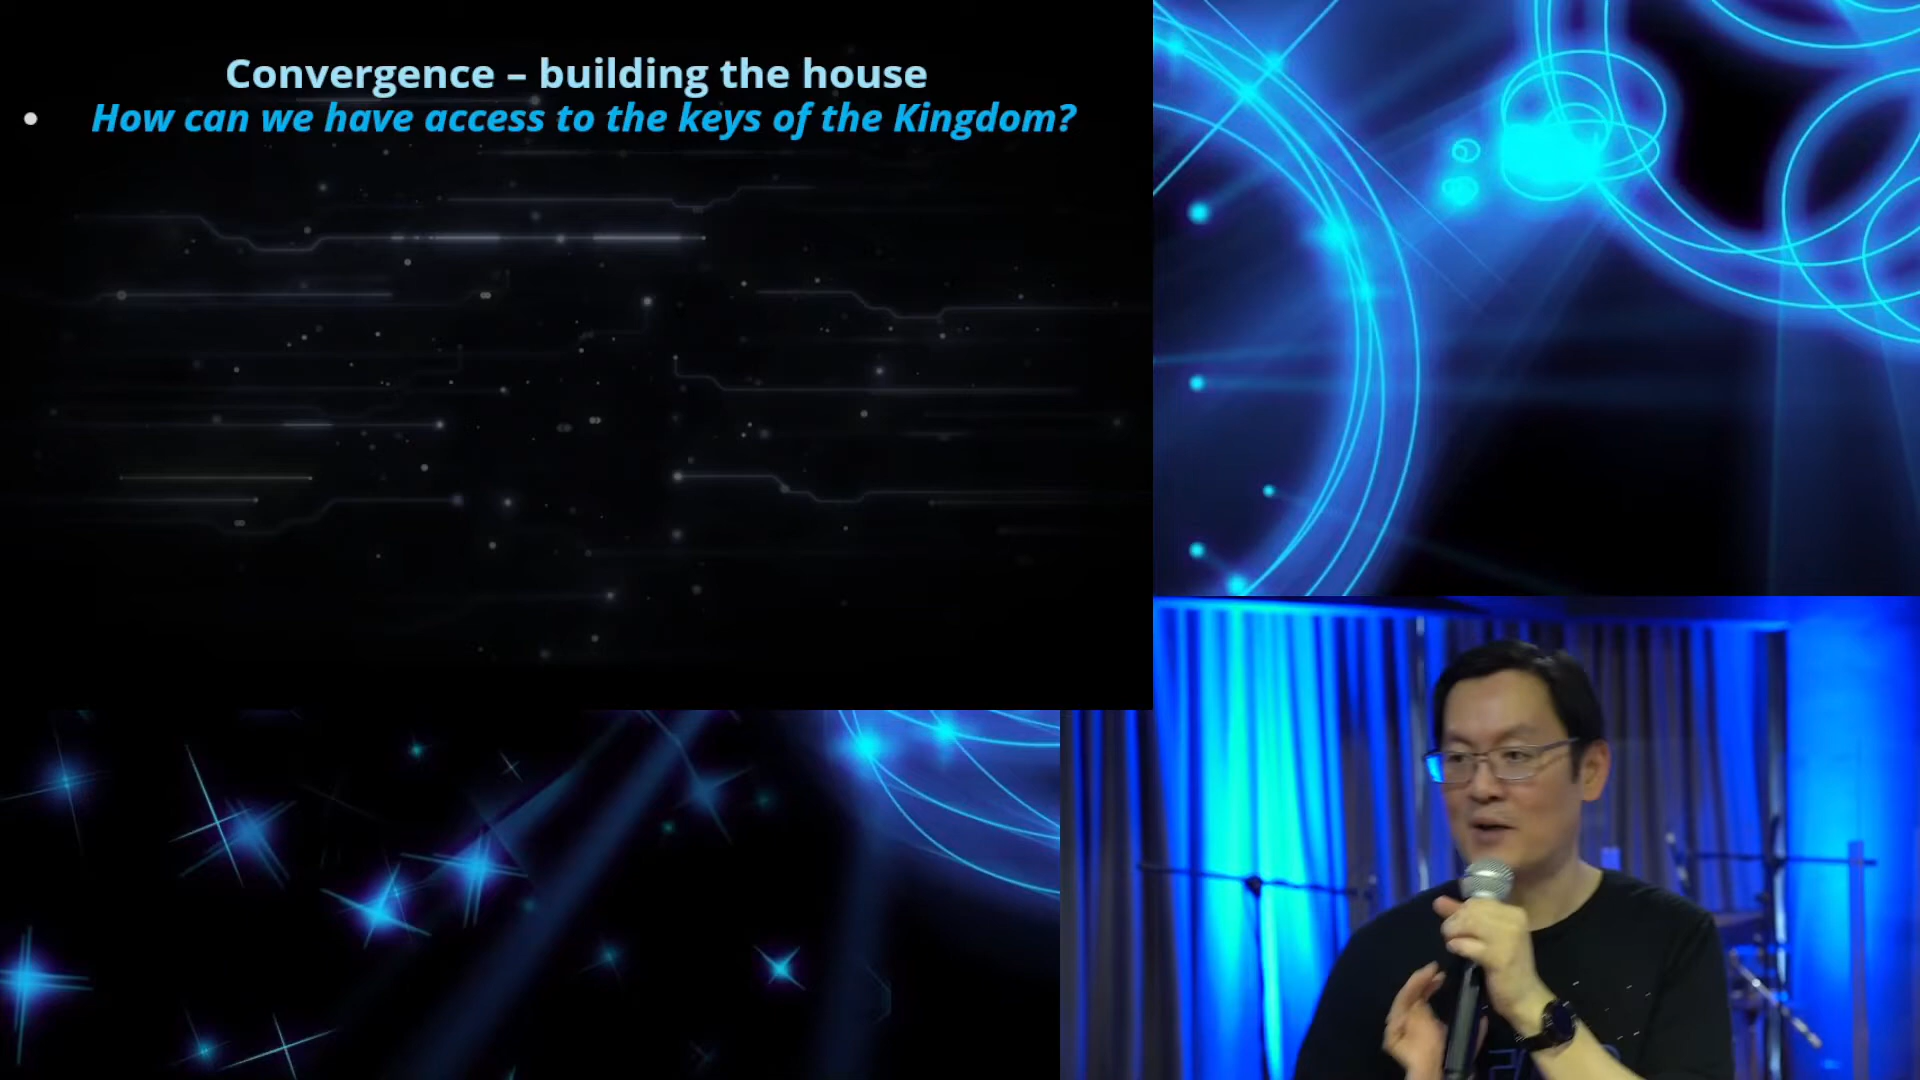 Convergence – building the house
• How can we have access to the keys of the Kingdom?